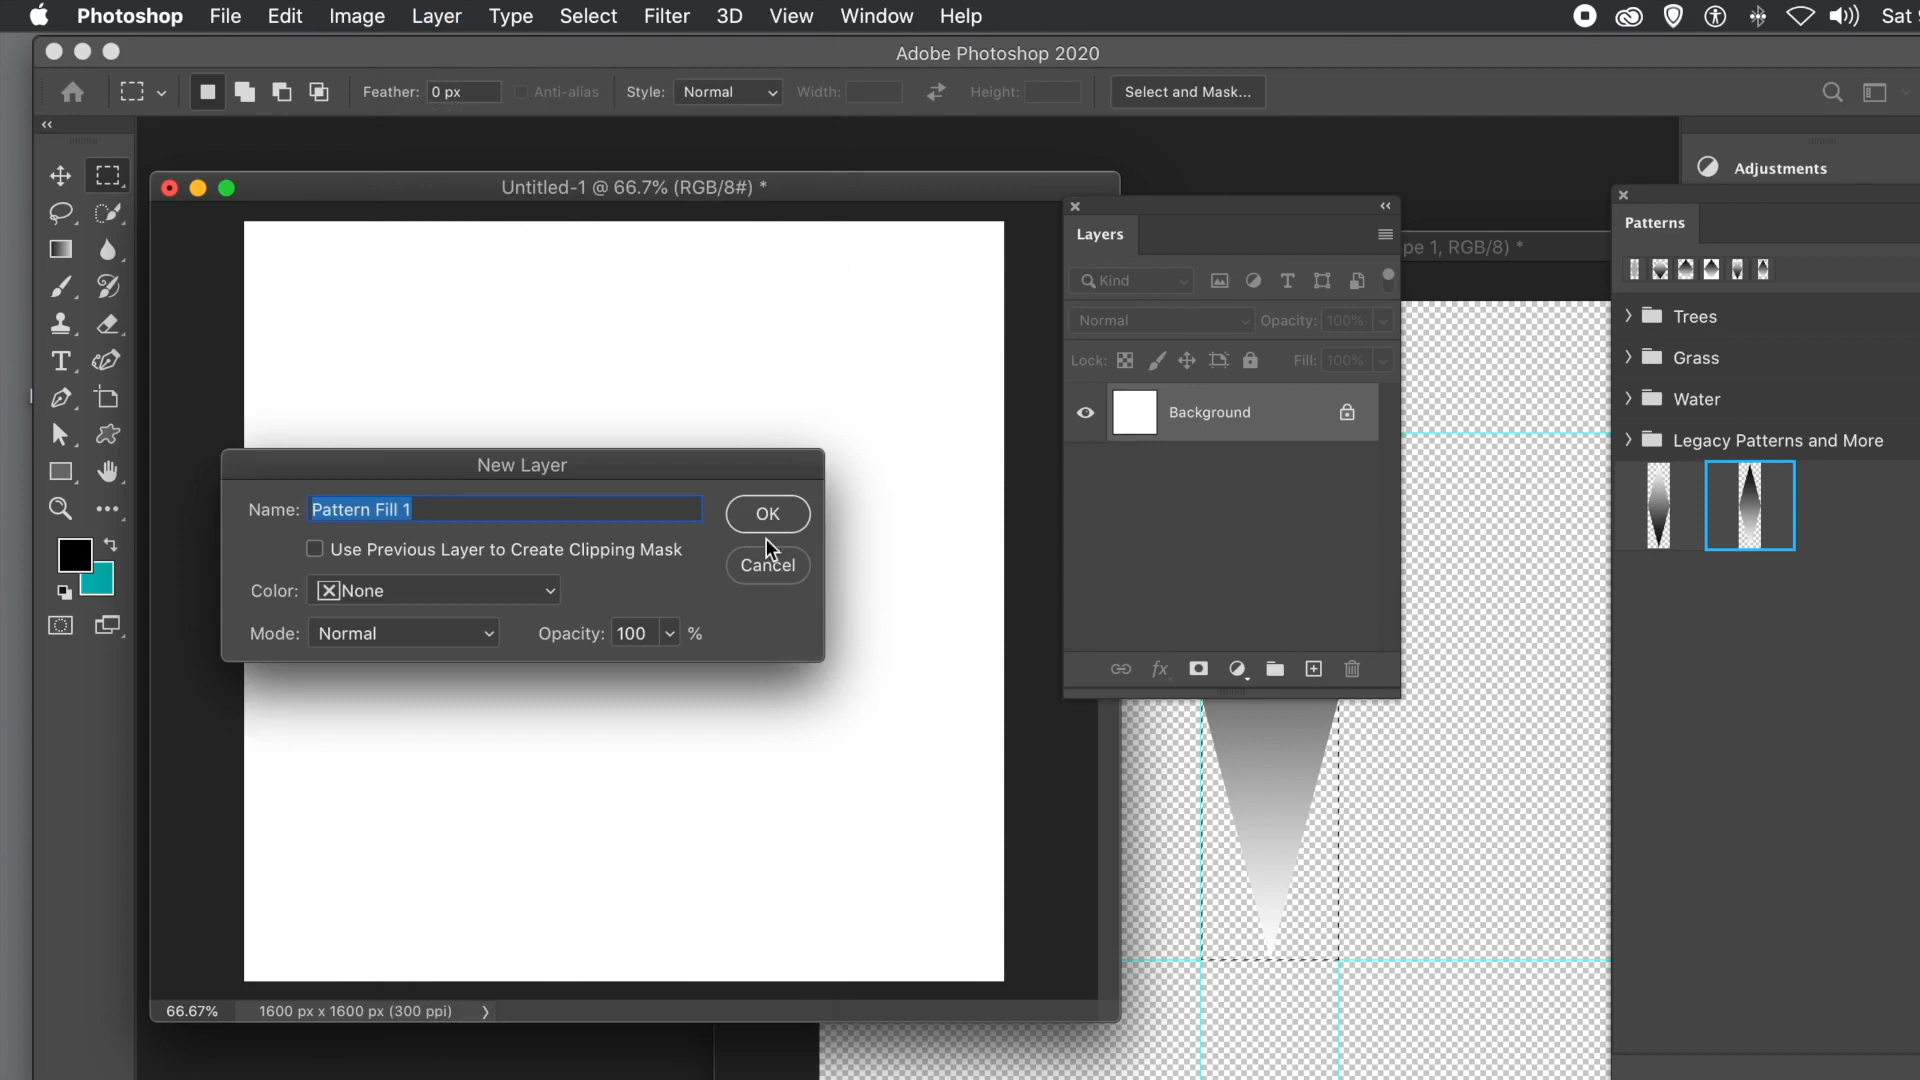 Photoshop File Edit Image Layer Type Select Filter 3D View Window Help Sat
Adobe Photoshop 2020
Feather: 0 px Anti-alias Style: Normal Width: Height: Select and Mask...
Adjustments
Untitled-1 @ 66.7% (RGB/8#) *
Layers
pe 1, RGB/8) *
Patterns
Kind
Normal Opacity: 100%
Lock: Fill: 100%
Background
Trees
Grass
Water
Legacy Patterns and More
New Layer
Name: Pattern Fill 1
OK
Use Previous Layer to Create Clipping Mask
Cancel
Color: None
Mode: Normal Opacity: 100 %
66.67% 1600 px x 1600 px (300 ppi)